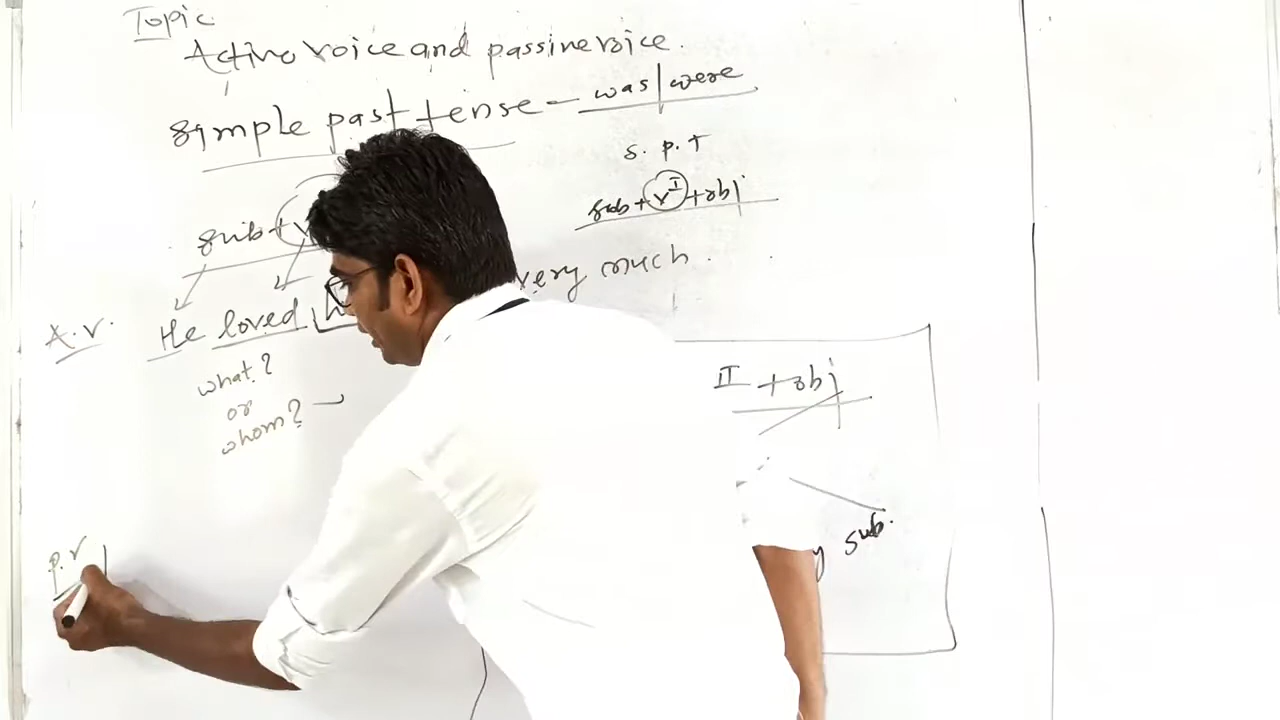 Topic
Active voice and passive voice.
simple past tense – was/were
s. p. t
sub + v
sub + v I + obj
very much.
A.V. He loved
what?
or
whom?
II + obj
sub.
p.v